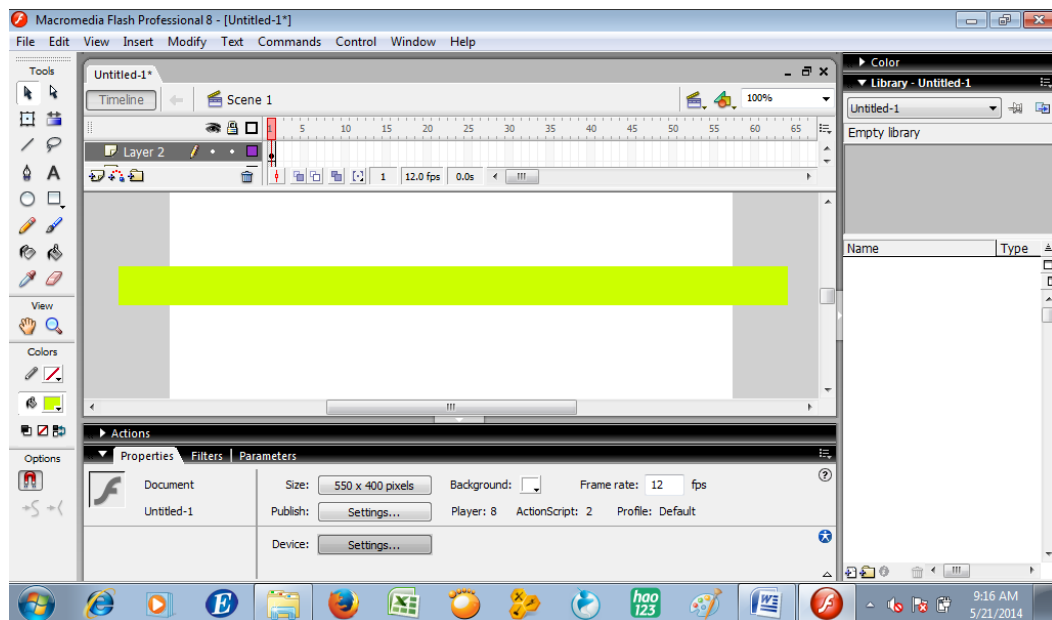 Macromedia Flash Professional 8 - [Untitled-1*]
File Edit View Insert Modify Text Commands Control Window Help
Tools
Untitled-1*
Timeline
Scene 1
100%
1 5 10 15 20 25 30 35 40 45 50 55 60 65
Layer 2
1 12.0 fps 0.0s
View
Colors
Options
Actions
Properties Filters Parameters
Document
Size: 550 x 400 pixels Background: Frame rate: 12 fps
Untitled-1
Publish: Settings... Player: 8 ActionScript: 2 Profile: Default
Device: Settings...
Color
Library - Untitled-1
Untitled-1
Empty library
Name Type
hao
123
9:16 AM
5/21/2014